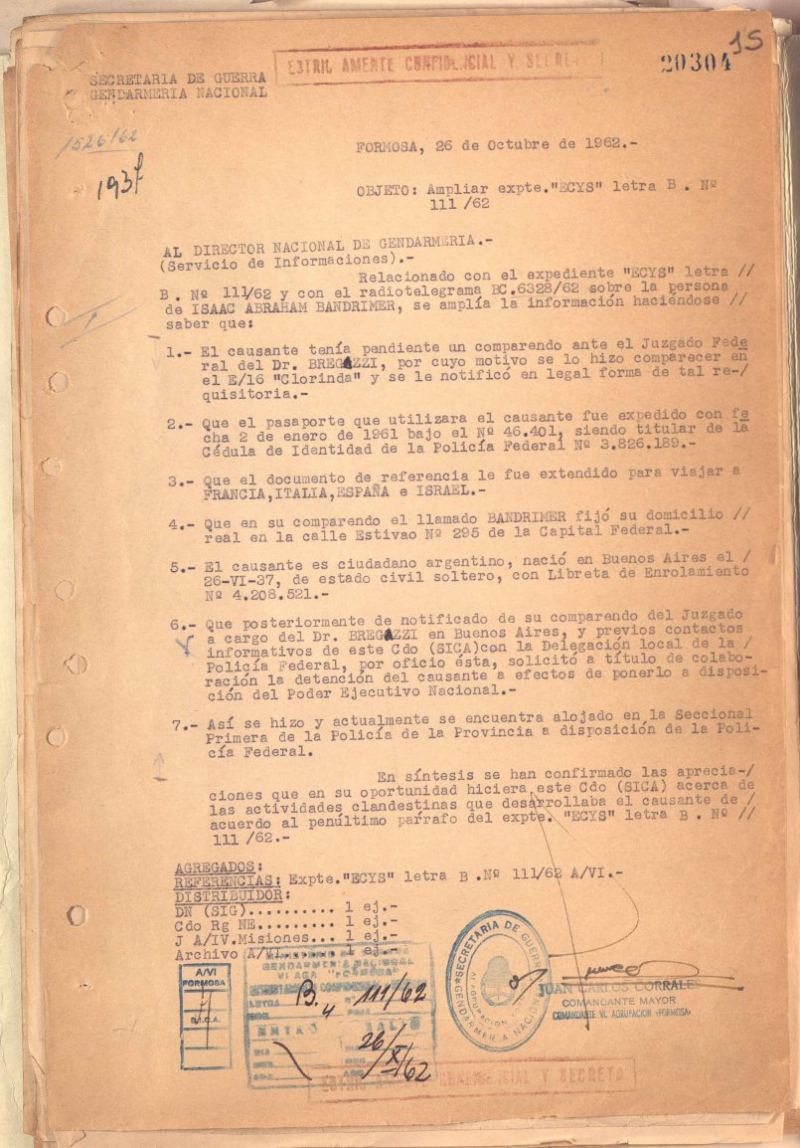 15
ESTRICTAMENTE CONFIDENCIAL Y SECRETO
20304
SECRETARIA DE GUERRA
GENDARMERIA NACIONAL
1526/62
193
FORMOSA, 26 de Octubre de 1962.-
OBJETO: Ampliar expte."ECYS" letra B . Nº
111 /62
AL DIRECTOR NACIONAL DE GENDARMERIA.-
(Servicio de Informaciones).-
Relacionado con el expediente "ECYS" letra //
B . Nº 111/62 y con el radiotelegrama BC.6328/62 sobre la persona
de ISAAC ABRAHAM BANDRIMER, se amplía la información haciéndose //
saber que:
1.- El causante tenía pendiente un comparendo ante el Juzgado Fede
ral del Dr. BREGAZZI, por cuyo motivo se lo hizo comparecer en
el E/16 "Clorinda" y se le notificó en legal forma de tal re-/
quisitoria.-
2.- Que el pasaporte que utilizara el causante fue expedido con fe
cha 2 de enero de 1961 bajo el Nº 46.401, siendo titular de la
Cédula de Identidad de la Policía Federal Nº 3.826.189.-
3.- Que el documento de referencia le fue extendido para viajar a
FRANCIA,ITALIA,ESPAÑA e ISRAEL.-
4.- Que en su comparendo el llamado BANDRIMER fijó su domicilio //
real en la calle Estivao Nº 295 de la Capital Federal.-
5.- El causante es ciudadano argentino, nació en Buenos Aires el /
26-VI-37, de estado civil soltero, con Libreta de Enrolamiento
Nº 4.208.521.-
6.- Que posteriormente de notificado de su comparendo del Juzgado
a cargo del Dr. BREGAZZI en Buenos Aires, y previos contactos
informativos de este Cdo (SICA)con la Delegación local de la /
Policía Federal, por oficio ésta, solicitó a título de colabo-
ración la detención del causante a efectos de ponerlo a disposi-
ción del Poder Ejecutivo Nacional.-
7.- Así se hizo y actualmente se encuentra alojado en la Seccional
Primera de la Policía de la Provincia a disposición de la Poli-
cía Federal.
En síntesis se han confirmado las aprecia-/
ciones que en su oportunidad hiciera este Cdo (SICA) acerca de
las actividades clandestinas que desarrollaba el causante de /
acuerdo al penúltimo párrafo del expte. "ECYS" letra B . Nº //
111 /62.-
AGREGADOS:
REFERENCIAS: Expte."ECYS" letra B .Nº 111/62 A/VI.-
DISTRIBUIDOR:
DN (SIG).......... 1 ej.-
Cdo Rg NE......... 1 ej.-
J A/IV.Misiones... 1 ej.-
Archivo A/VI 1 ej.-
A/VI
FORMOSA
GENDARMERIA NACIONAL
VI AGR "FORMOSA"
LETRA B. Nº 111/62
ENTRO SALIO
26/X/62
SECRETARIA DE GUERRA
GENDARMERIA NACIONAL
JUAN CARLOS CORRALES
COMANDANTE MAYOR
COMANDANTE VI. AGRUPACION «FORMOSA»
ESTRICTAMENTE CONFIDENCIAL Y SECRETO